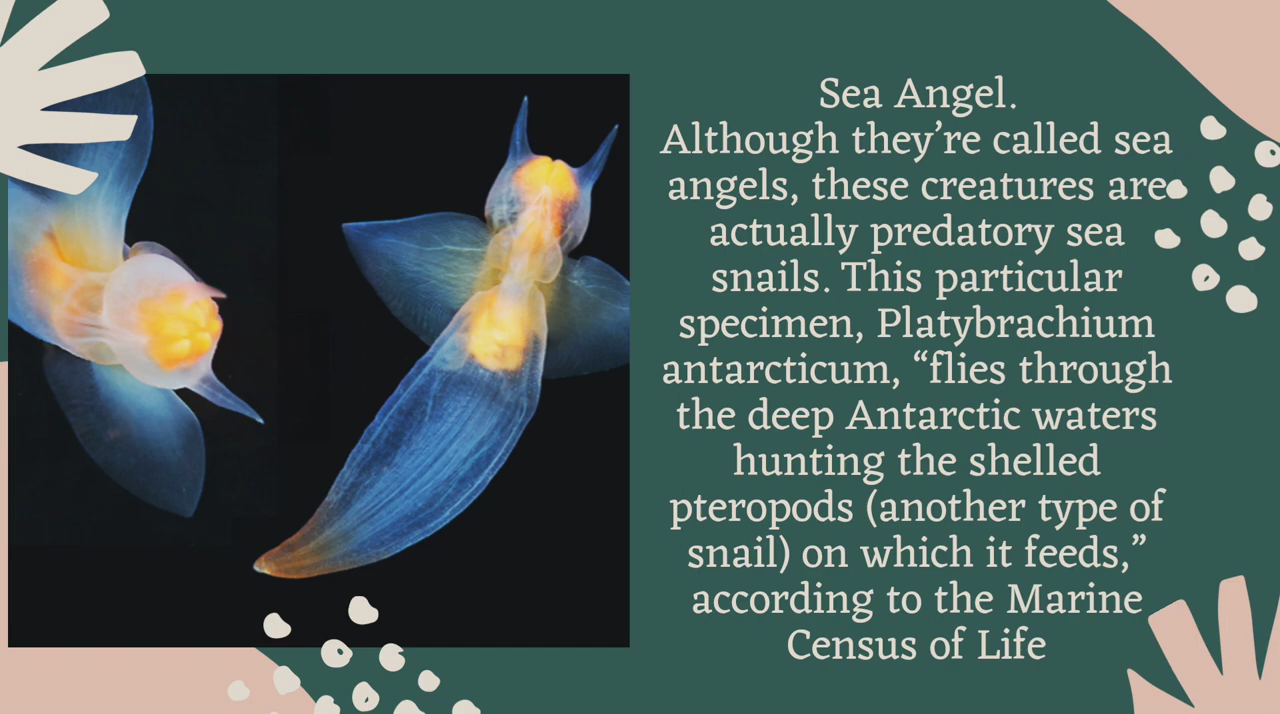 Sea Angel.
Although they’re called sea
angels, these creatures are
actually predatory sea
snails. This particular
specimen, Platybrachium
antarcticum, “flies through
the deep Antarctic waters
hunting the shelled
pteropods (another type of
snail) on which it feeds,”
according to the Marine
Census of Life